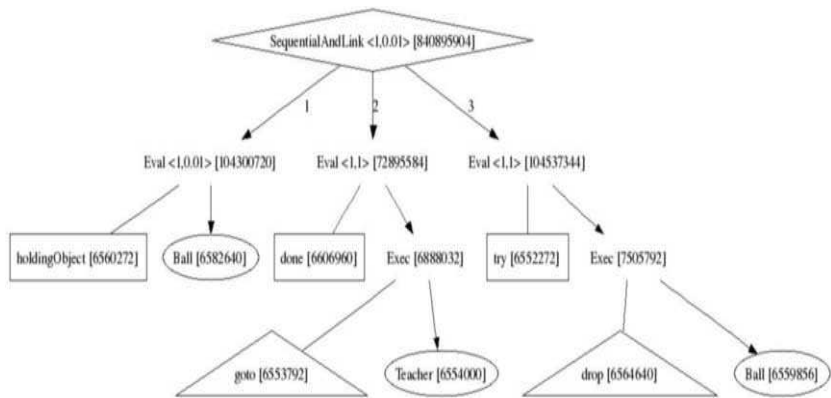 SequentialAndLink <1,0.01> [840895904]
1 2 3
Eval <1,0.01> [104300720] Eval <1,1> [72895584] Eval <1,1> [104537344]
holdingObject [6560272] Ball [6582640] done [6606960] Exec [6888032] try [6552272] Exec [7505792]
goto [6553792] Teacher [6554000] drop [6564640] Ball [6559856]